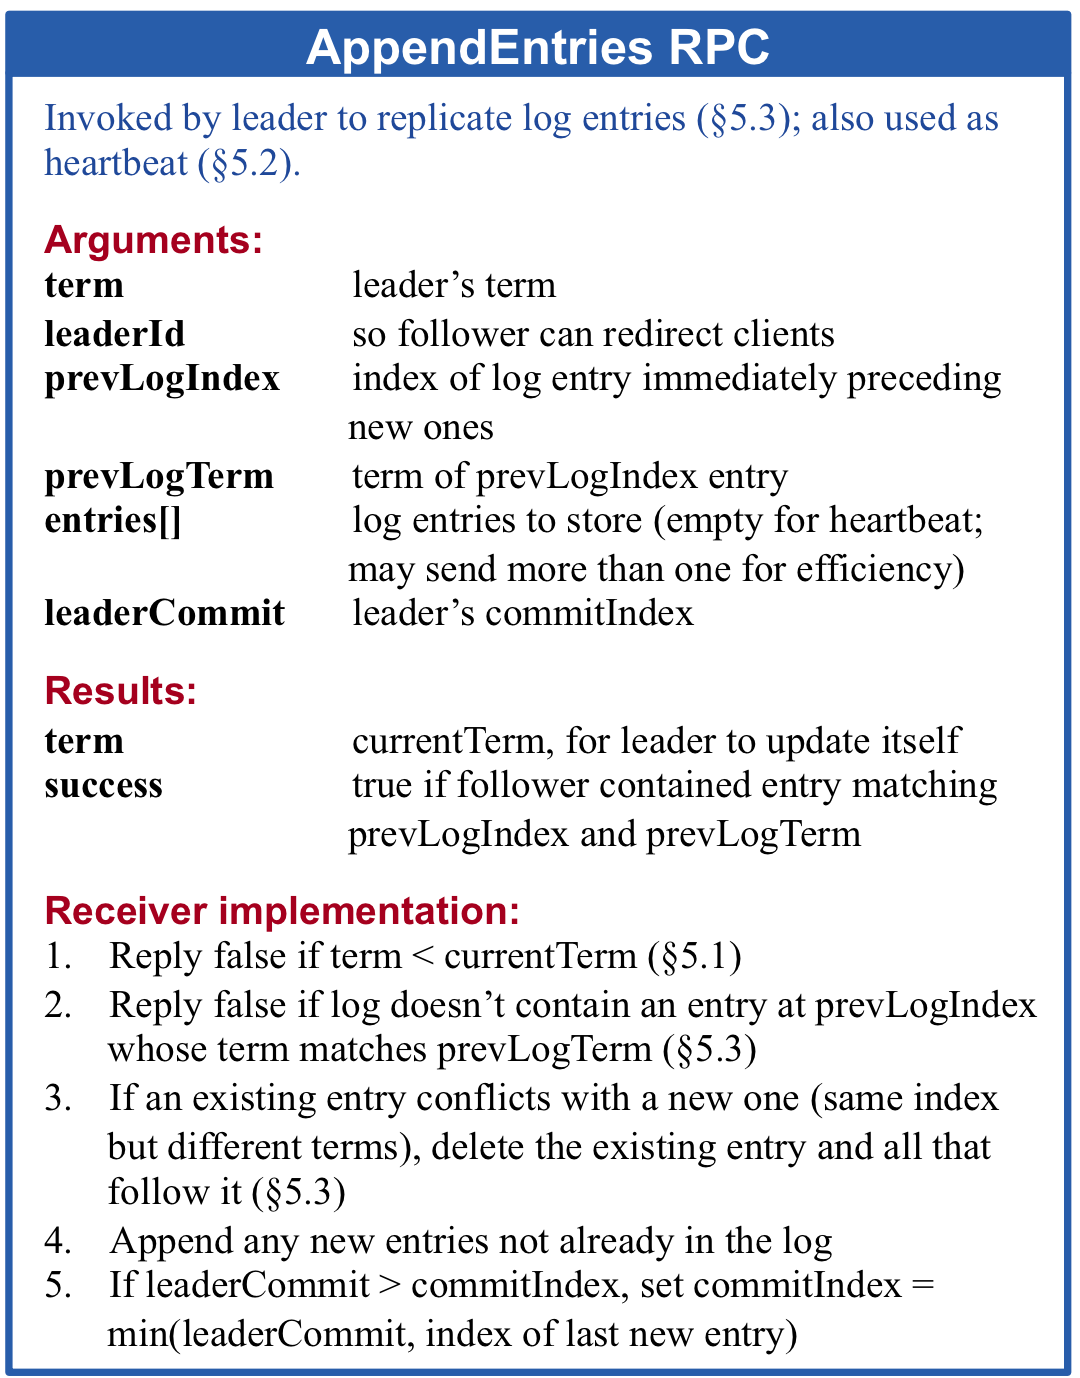 AppendEntries RPC
Invoked by leader to replicate log entries (§5.3); also used as
heartbeat (§5.2).
Arguments:
term leader’s term
leaderId so follower can redirect clients
prevLogIndex index of log entry immediately preceding
new ones
prevLogTerm term of prevLogIndex entry
entries[] log entries to store (empty for heartbeat;
may send more than one for efficiency)
leaderCommit leader’s commitIndex
Results:
term currentTerm, for leader to update itself
success true if follower contained entry matching
prevLogIndex and prevLogTerm
Receiver implementation:
1. Reply false if term < currentTerm (§5.1)
2. Reply false if log doesn’t contain an entry at prevLogIndex
whose term matches prevLogTerm (§5.3)
3. If an existing entry conflicts with a new one (same index
but different terms), delete the existing entry and all that
follow it (§5.3)
4. Append any new entries not already in the log
5. If leaderCommit > commitIndex, set commitIndex =
min(leaderCommit, index of last new entry)